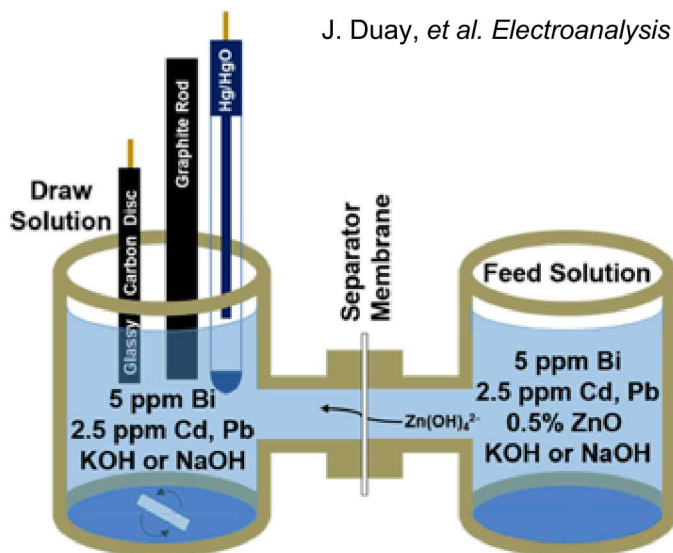 J. Duay, et al. Electroanalysis
Draw
Solution
Glassy Carbon Disc
Graphite Rod
Hg/HgO
Separator
Membrane
Feed Solution
5 ppm Bi
2.5 ppm Cd, Pb
KOH or NaOH
Zn(OH)₄²⁻
5 ppm Bi
2.5 ppm Cd, Pb
0.5% ZnO
KOH or NaOH